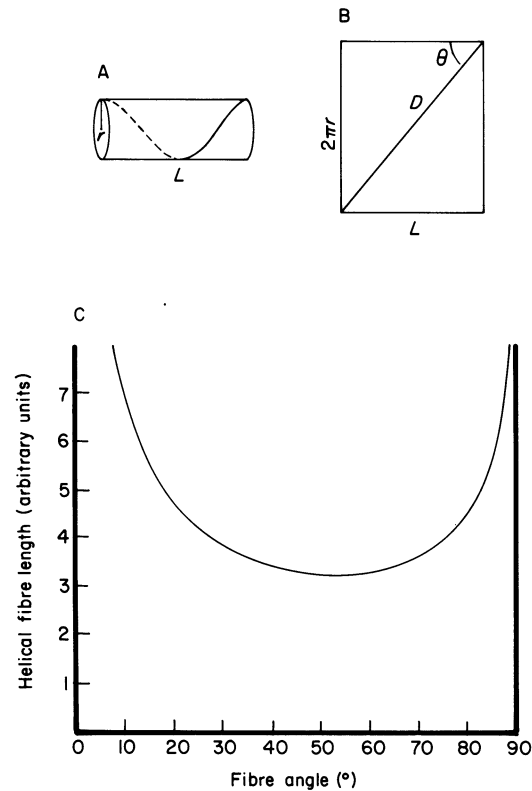 A
r
L
B
θ
D
2πr
L
C
Helical fibre length (arbitrary units)
7
6
5
4
3
2
1
0 10 20 30 40 50 60 70 80 90
Fibre angle (°)